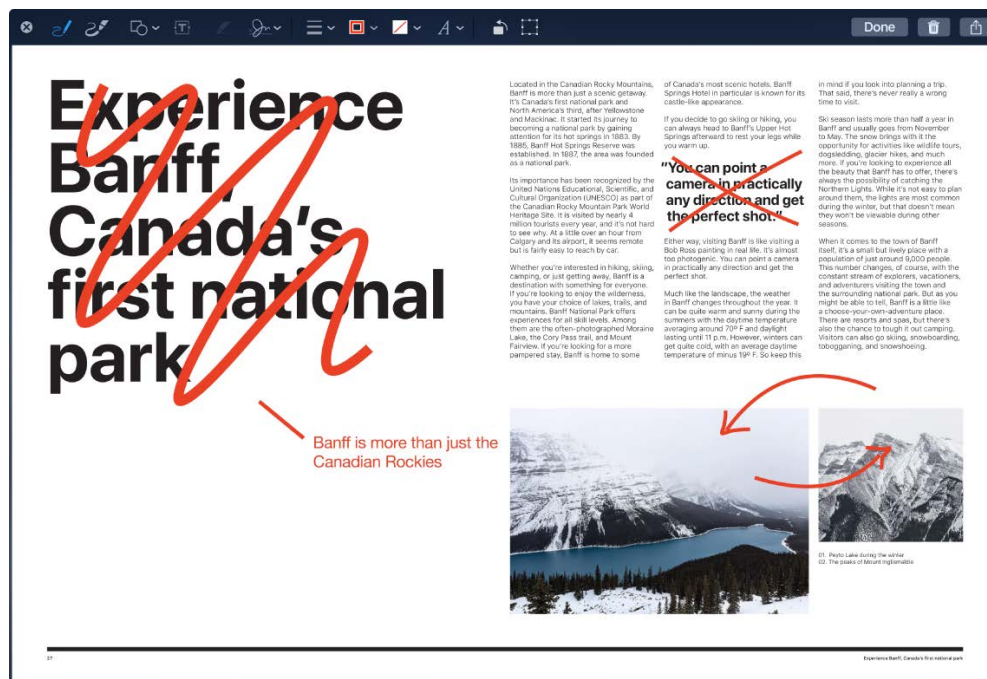 Done
Experience
Banff,
Canada's
first national
park
Banff is more than just the
Canadian Rockies
Located in the Canadian Rocky Mountains,
Banff is more than just a scenic getaway.
It's Canada's first national park and
North America's third, after Yellowstone
and Mackinac. It started its journey to
becoming a national park by gaining
attention for its hot springs in 1883. By
1885, Banff Hot Springs Reserve was
established. In 1887, the area was founded
as a national park.
Its importance has been recognized by the
United Nations Educational, Scientific, and
Cultural Organization (UNESCO) as part of
the Canadian Rocky Mountain Park World
Heritage Site. It is visited by nearly 4
million tourists every year, and it's not hard
to see why. At a little over an hour from
Calgary and its airport, it seems remote
but is fairly easy to reach by car.
Whether you're interested in hiking, skiing,
camping, or just getting away, Banff is a
destination with something for everyone.
If you're looking to enjoy the wilderness,
you have your choice of lakes, trails, and
mountains. Banff National Park offers
experiences for all skill levels. Among
them are the often-photographed Moraine
Lake, the Cory Pass trail, and Mount
Fairview. If you're looking for a more
pampered stay, Banff is home to some
of Canada's most scenic hotels. Banff
Springs Hotel in particular is known for its
castle-like appearance.
If you decide to go skiing or hiking, you
can always head to Banff's Upper Hot
Springs afterward to rest your legs while
you warm up.
"You can point a
camera in practically
any direction and get
the perfect shot."
Either way, visiting Banff is like visiting a
Bob Ross painting in real life. It's almost
too photogenic. You can point a camera
in practically any direction and get the
perfect shot.
Much like the landscape, the weather
in Banff changes throughout the year. It
can be quite warm and sunny during the
summers with the daytime temperature
averaging around 70º F and daylight
lasting until 11 p.m. However, winters can
get quite cold, with an average daytime
temperature of minus 19º F. So keep this
in mind if you look into planning a trip.
That said, there's never really a wrong
time to visit.
Ski season lasts more than half a year in
Banff and usually goes from November
to May. The snow brings with it the
opportunity for activities like wildlife tours,
dogsledding, glacier hikes, and much
more. If you're looking to experience all
the beauty that Banff has to offer, there's
always the possibility of catching the
Northern Lights. While it's not easy to plan
around them, the lights are most common
during the winter, but that doesn't mean
they won't be viewable during other
seasons.
When it comes to the town of Banff
itself, it's a small but lively place with a
population of just around 9,000 people.
This number changes, of course, with the
constant stream of explorers, vacationers,
and adventurers visiting the town and
the surrounding national park. But as you
might be able to tell, Banff is a little like
a choose-your-own-adventure place.
There are resorts and spas, but there's
also the chance to tough it out camping.
Visitors can also go skiing, snowboarding,
tobogganing, and snowshoeing.
01. Peyto Lake during the winter
02. The peaks of Mount Inglismaldie
37
Experience Banff, Canada's first national park